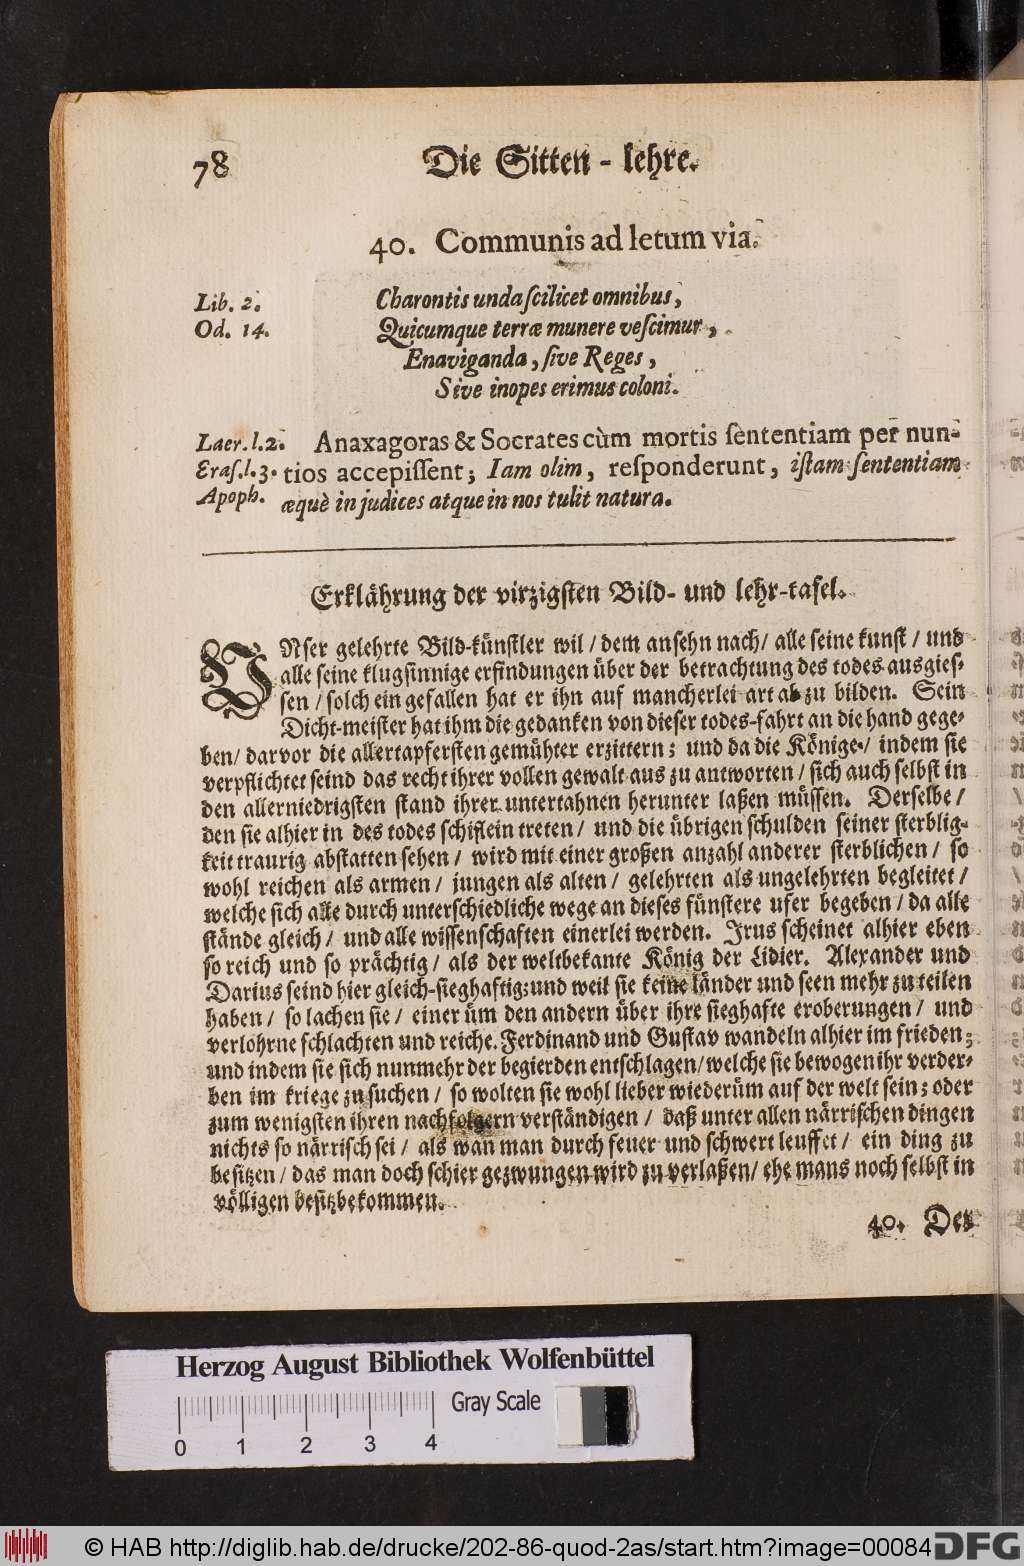 78
Die Sitten - lehre.
40. Communis ad letum via.
Lib. 2.
Od. 14.
Charontis unda ſcilicet omnibus,
Quicumque terræ munere veſcimur,
Enaviganda, ſive Reges,
Sive inopes erimus coloni.
Laer. l. 2.
Eraſ. l. 3.
Apoph.
Anaxagoras & Socrates cùm mortis ſententiam per nun-
tios accepiſſent; Iam olim, reſponderunt, iſtam ſententiam
æquè in judices atque in nos tulit natura.
Erklährung der virzigſten Bild- und lehr-tafel.
UNſer gelehrte Bild-künſtler wil / dem anſehn nach / alle ſeine kunſt / und
alle ſeine klugſinnige erfindungen über der betrachtung des todes ausgieſ-
ſen / ſolch ein gefallen hat er ihn auf mancherlei art ab zu bilden. Sein
Dicht-meiſter hat ihm die gedanken von dieſer todes-fahrt an die hand gege-
ben / darvor die allertapferſten gemühter erzittern; und da die Könige / indem ſie
verpflichtet ſeind das recht ihrer vollen gewalt aus zu antworten / ſich auch ſelbſt in
den allerniedrigſten ſtand ihrer untertahnen herunter laßen müſſen. Derſelbe /
den ſie alhier in des todes ſchiflein treten / und die übrigen ſchulden ſeiner ſterblig-
keit traurig abſtatten ſehen / wird mit einer großen anzahl anderer ſterblichen / ſo
wohl reichen als armen / jungen als alten / gelehrten als ungelehrten begleitet /
welche ſich alle durch unterſchiedliche wege an dieſes fünſtere ufer begeben / da alle
ſtände gleich / und alle wiſſenſchaften einerlei werden. Irus ſcheinet alhier eben
ſo reich und ſo prächtig / als der weltbekante König der Lidier. Alexander und
Darius ſeind hier gleich-ſieghaftig; und weil ſie keine länder und ſeen mehr zu teilen
haben / ſo lachen ſie / einer üm den andern über ihre ſieghafte eroberungen / und
verlohrne ſchlachten und reiche. Ferdinand und Guſtav wandeln alhier im frieden;
und indem ſie ſich nunmehr der begierden entſchlagen / welche ſie bewogen ihr verder-
ben im kriege zu ſuchen / ſo wolten ſie wohl lieber wiederüm auf der welt ſein; oder
zum wenigſten ihren nachfolgern verſtändigen / daß unter allen närriſchen dingen
nichts ſo närriſch ſei / als wan man durch feuer und ſchwert leuffet / ein ding zu
beſitzen / das man doch ſchier gezwungen wird zu verlaßen / ehe mans noch ſelbſt in
völligen beſitz bekommen.
40. Der
Herzog August Bibliothek Wolfenbüttel
Gray Scale
0 1 2 3 4
© HAB http://diglib.hab.de/drucke/202-86-quod-2as/start.htm?image=00084
DFG